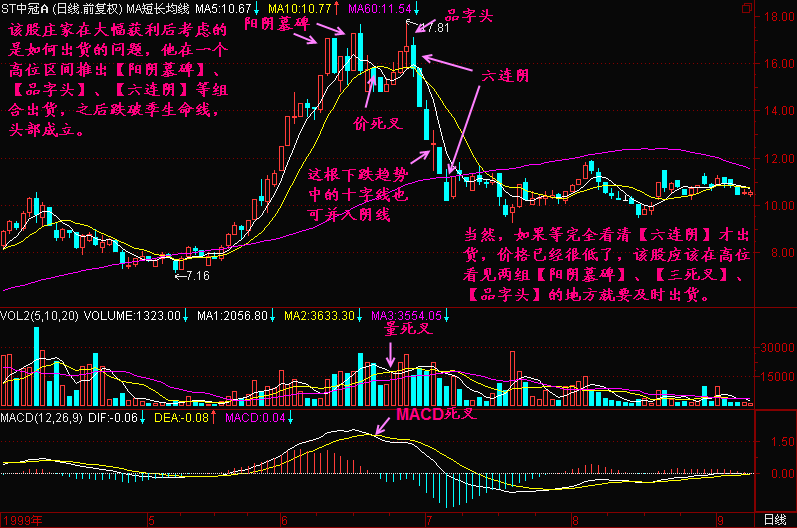 ST中冠A (日线.前复权) MA短长均线 MA5:10.67↓ MA10:10.77↑ MA60:11.54↓
该股庄家在大幅获利后考虑的
是如何出货的问题，他在一个
高位区间推出【阳阴墓碑】、
【品字头】、【六连阴】等组
合出货，之后跌破季生命线，
头部成立。
阳阴墓碑
品字头
17.81
六连阴
价死叉
这根下跌趋势
中的十字线也
可并入阴线
7.16
当然，如果等完全看清【六连阴】才出
货，价格已经很低了，该股应该在高位
看见两组【阳阴墓碑】、【三死叉】、
【品字头】的地方就要及时出货。
18.00
16.00
14.00
12.00
10.00
8.00
VOL2(5,10,20) VOLUME:1323.00↓ MA1:2056.80↓ MA2:3633.30↓ MA3:3554.05↓
量死叉
30000
15000
MACD(12,26,9) DIF:-0.06↓ DEA:-0.08↑ MACD:0.04↓
MACD死叉
1.50
0.00
1999年 5 6 7 8 9 日线